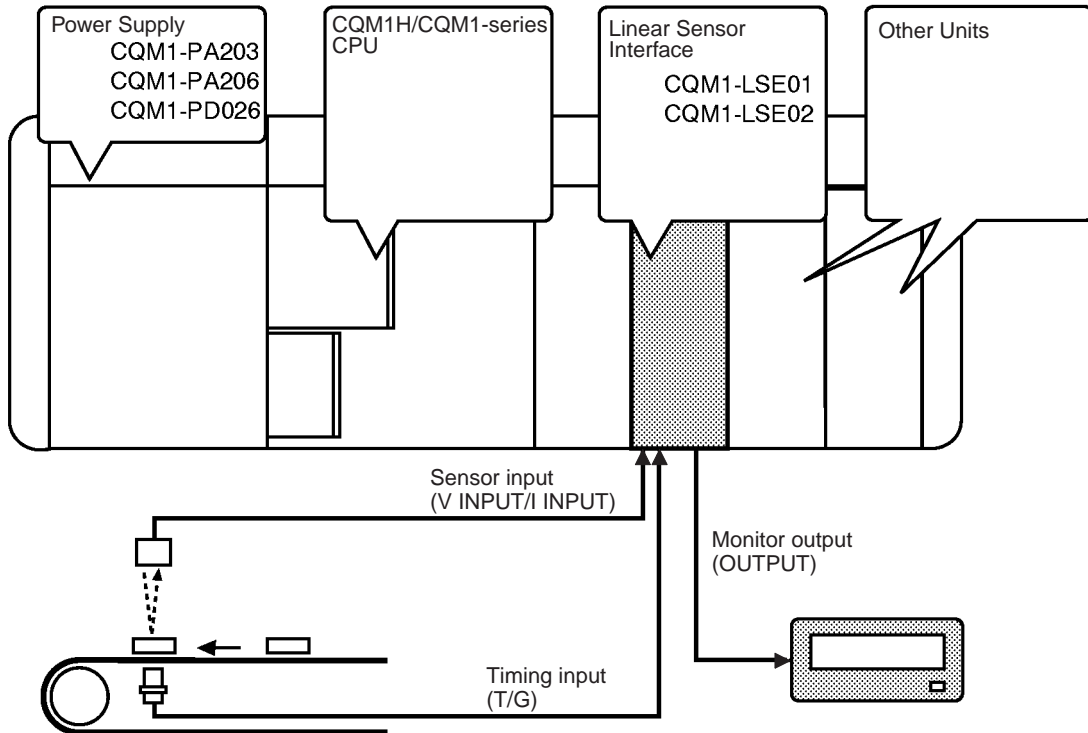 Power Supply
CQM1-PA203
CQM1-PA206
CQM1-PD026
CQM1H/CQM1-series
CPU
Linear Sensor
Interface
CQM1-LSE01
CQM1-LSE02
Other Units
Sensor input
(V INPUT/I INPUT)
Monitor output
(OUTPUT)
Timing input
(T/G)